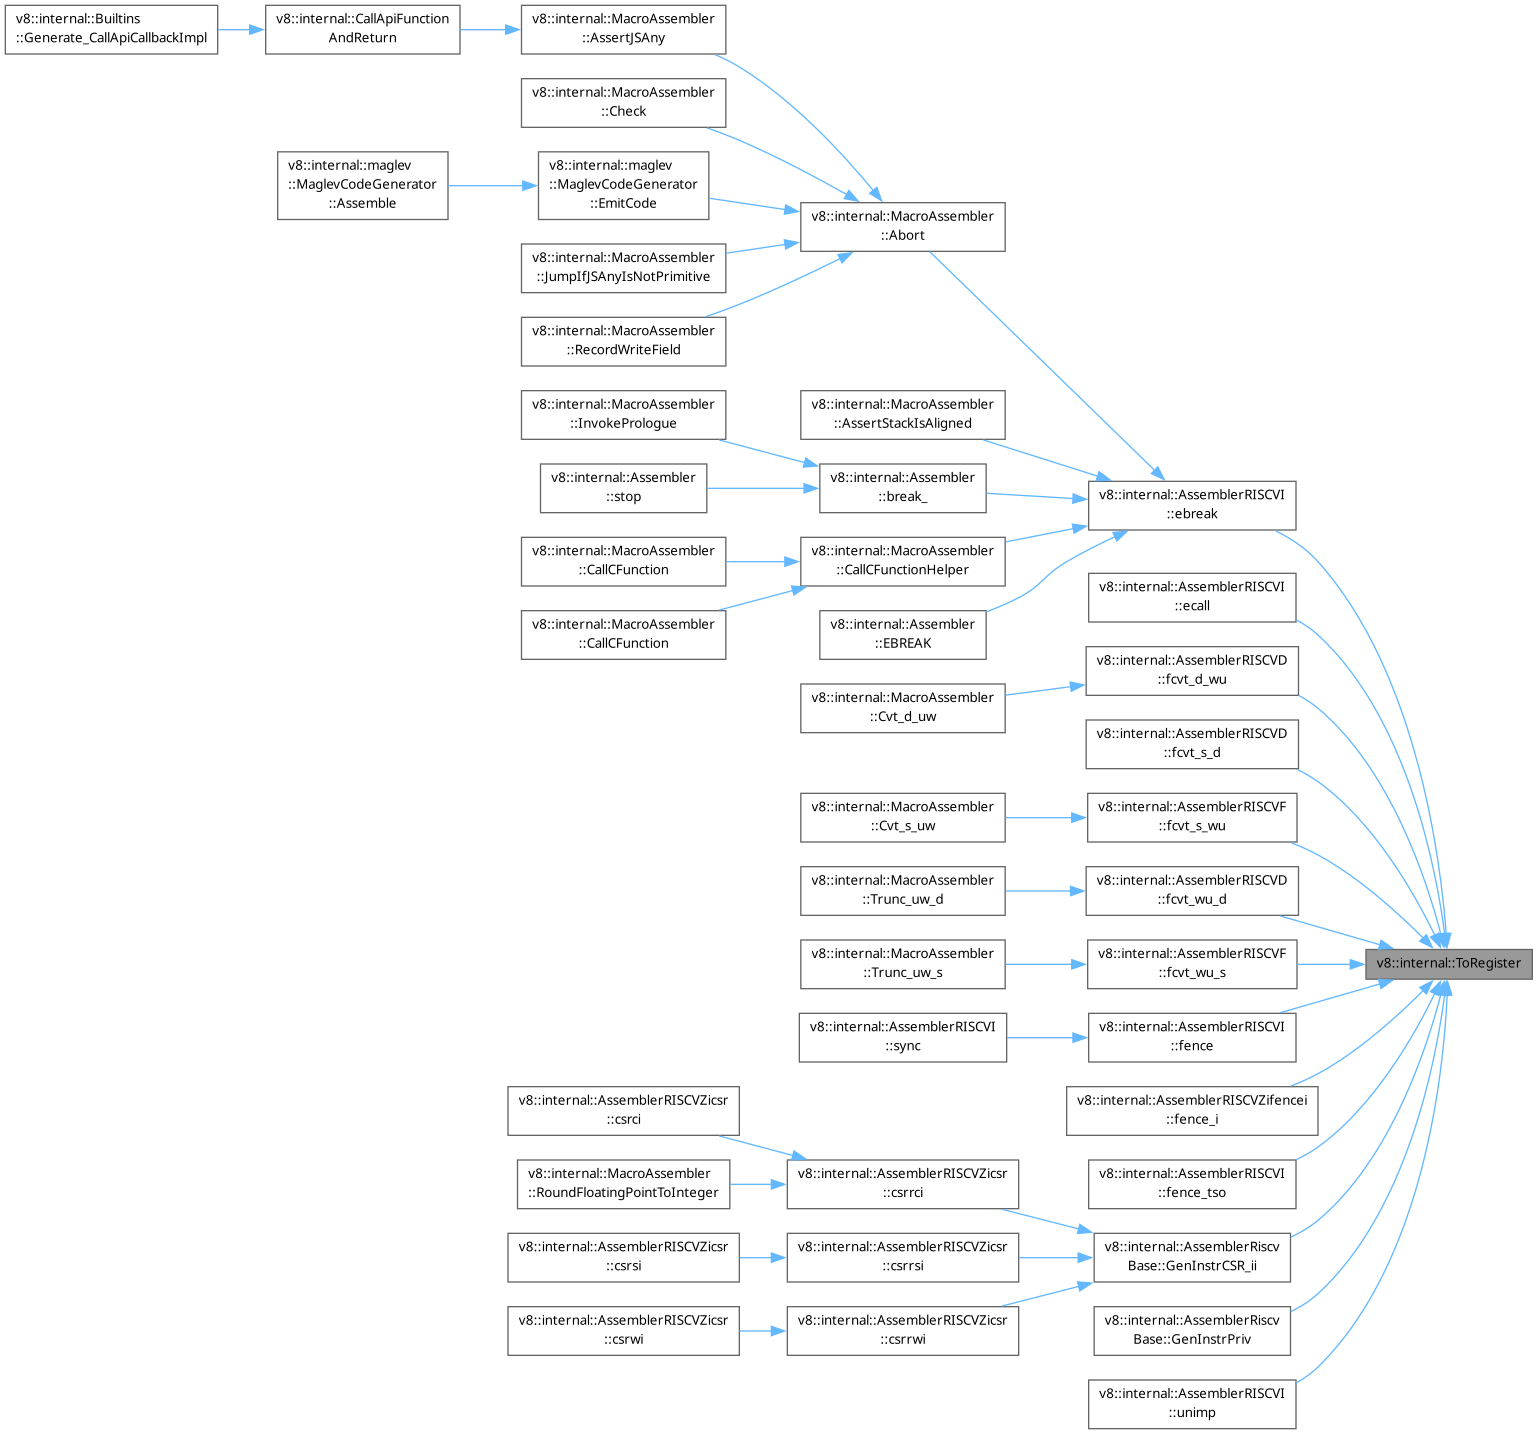 v8::internal::Builtins
::Generate_CallApiCallbackImpl
v8::internal::CallApiFunction
AndReturn
v8::internal::MacroAssembler
::AssertJSAny
v8::internal::MacroAssembler
::Check
v8::internal::maglev
::MaglevCodeGenerator
::Assemble
v8::internal::maglev
::MaglevCodeGenerator
::EmitCode
v8::internal::MacroAssembler
::Abort
v8::internal::MacroAssembler
::JumpIfJSAnyIsNotPrimitive
v8::internal::MacroAssembler
::RecordWriteField
v8::internal::MacroAssembler
::InvokePrologue
v8::internal::MacroAssembler
::AssertStackIsAligned
v8::internal::Assembler
::stop
v8::internal::Assembler
::break_
v8::internal::AssemblerRISCVI
::ebreak
v8::internal::MacroAssembler
::CallCFunction
v8::internal::MacroAssembler
::CallCFunctionHelper
v8::internal::AssemblerRISCVI
::ecall
v8::internal::MacroAssembler
::CallCFunction
v8::internal::Assembler
::EBREAK
v8::internal::AssemblerRISCVD
::fcvt_d_wu
v8::internal::MacroAssembler
::Cvt_d_uw
v8::internal::AssemblerRISCVD
::fcvt_s_d
v8::internal::MacroAssembler
::Cvt_s_uw
v8::internal::AssemblerRISCVF
::fcvt_s_wu
v8::internal::MacroAssembler
::Trunc_uw_d
v8::internal::AssemblerRISCVD
::fcvt_wu_d
v8::internal::MacroAssembler
::Trunc_uw_s
v8::internal::AssemblerRISCVF
::fcvt_wu_s
v8::internal::ToRegister
v8::internal::AssemblerRISCVI
::sync
v8::internal::AssemblerRISCVI
::fence
v8::internal::AssemblerRISCVZicsr
::csrci
v8::internal::AssemblerRISCVZifencei
::fence_i
v8::internal::MacroAssembler
::RoundFloatingPointToInteger
v8::internal::AssemblerRISCVZicsr
::csrrci
v8::internal::AssemblerRISCVI
::fence_tso
v8::internal::AssemblerRISCVZicsr
::csrsi
v8::internal::AssemblerRISCVZicsr
::csrrsi
v8::internal::AssemblerRiscv
Base::GenInstrCSR_ii
v8::internal::AssemblerRISCVZicsr
::csrwi
v8::internal::AssemblerRISCVZicsr
::csrrwi
v8::internal::AssemblerRiscv
Base::GenInstrPriv
v8::internal::AssemblerRISCVI
::unimp